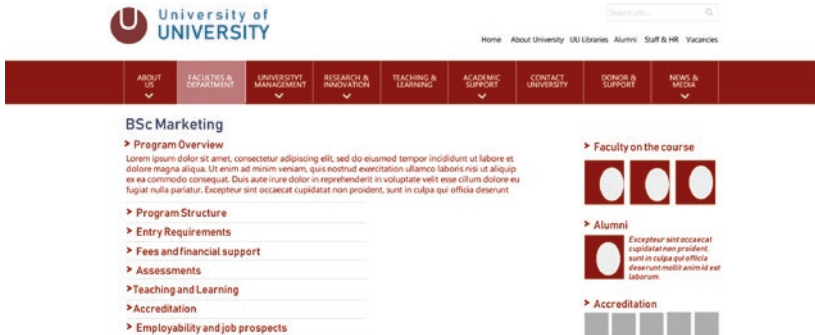 University of
UNIVERSITY
Search site...
Home About University UU Libraries Alumni Staff & HR Vacancies
ABOUT US
FACULTIES & DEPARTMENT
UNIVERSITYT MANAGEMENT
RESEARCH & INNOVATION
TEACHING & LEARNING
ACADEMIC SUPPORT
CONTACT UNIVERSITY
DONOR & SUPPORT
NEWS & MEDIA
BSc Marketing
> Program Overview
Lorem ipsum dolor sit amet, consectetur adipiscing elit, sed do eiusmod tempor incididunt ut labore et
dolore magna aliqua. Ut enim ad minim veniam, quis nostrud exercitation ullamco laboris nisi ut aliquip
ex ea commodo consequat. Duis aute irure dolor in reprehenderit in voluptate velit esse cillum dolore eu
fugiat nulla pariatur. Excepteur sint occaecat cupidatat non proident, sunt in culpa qui officia deserunt
> Program Structure
> Entry Requirements
> Fees and financial support
> Assessments
>Teaching and Learning
>Accreditation
> Employability and job prospects
> Faculty on the course
> Alumni
Excepteur sint occaecat
cupidatat non proident,
sunt in culpa qui officia
deserunt mollit anim id est
laborum.
> Accreditation